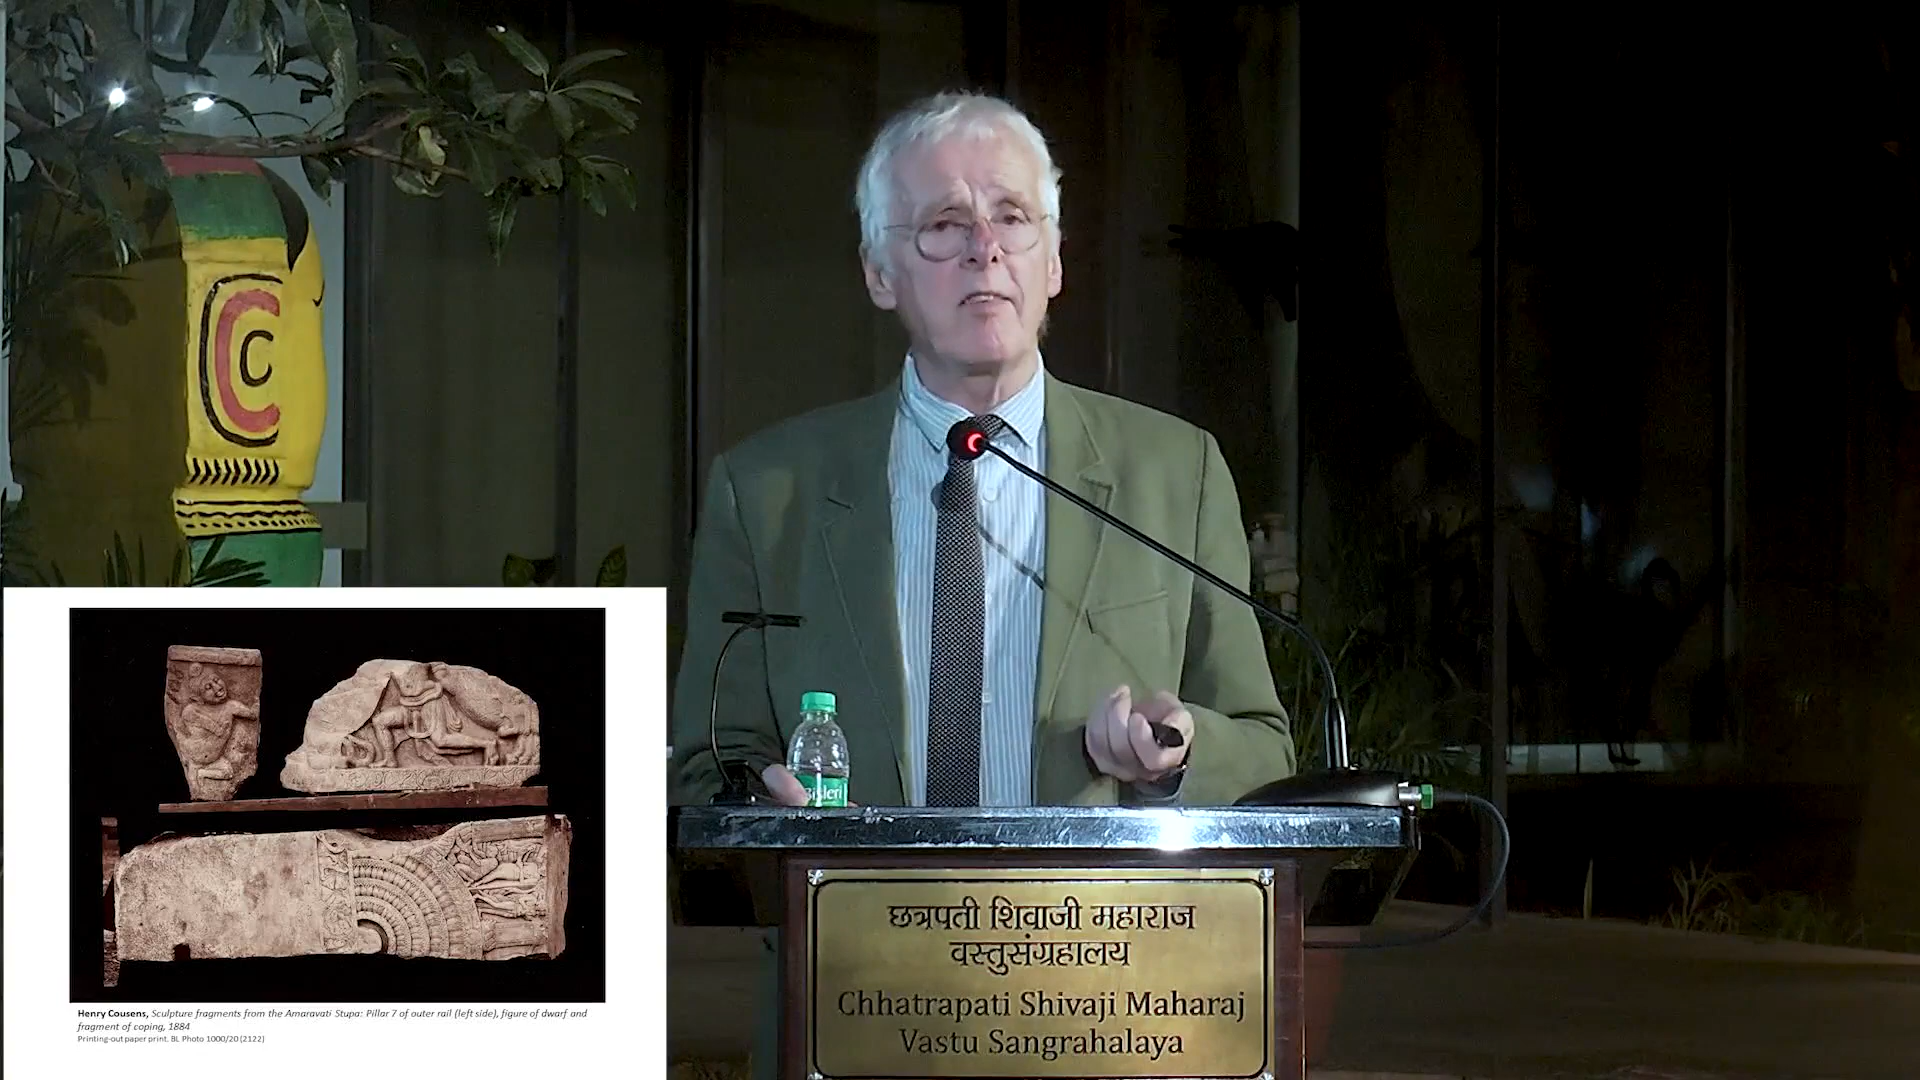 Bisleri
छत्रपती शिवाजी महाराज
वस्तुसंग्रहालय
Chhatrapati Shivaji Maharaj
Vastu Sangrahalaya
Henry Cousens, Sculpture fragments from the Amaravati Stupa: Pillar 7 of outer rail (left side), figure of dwarf and
fragment of coping, 1884
Printing-out paper print. BL Photo 1000/20 (2122)